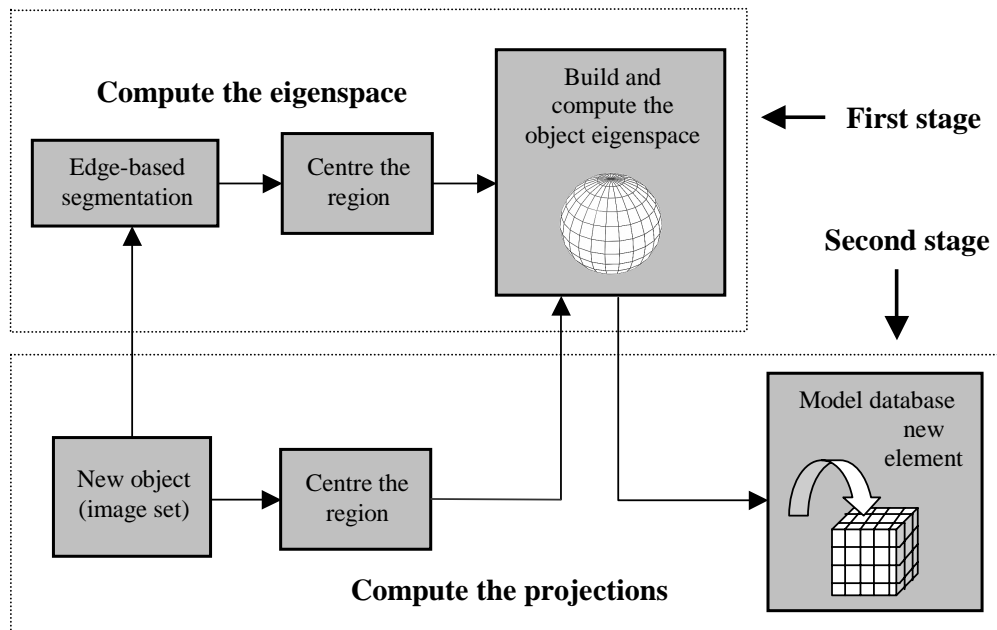 Compute the eigenspace
Edge-based
segmentation
Centre the
region
Build and
compute the
object eigenspace
First stage
Second stage
New object
(image set)
Centre the
region
Model database
new
element
Compute the projections